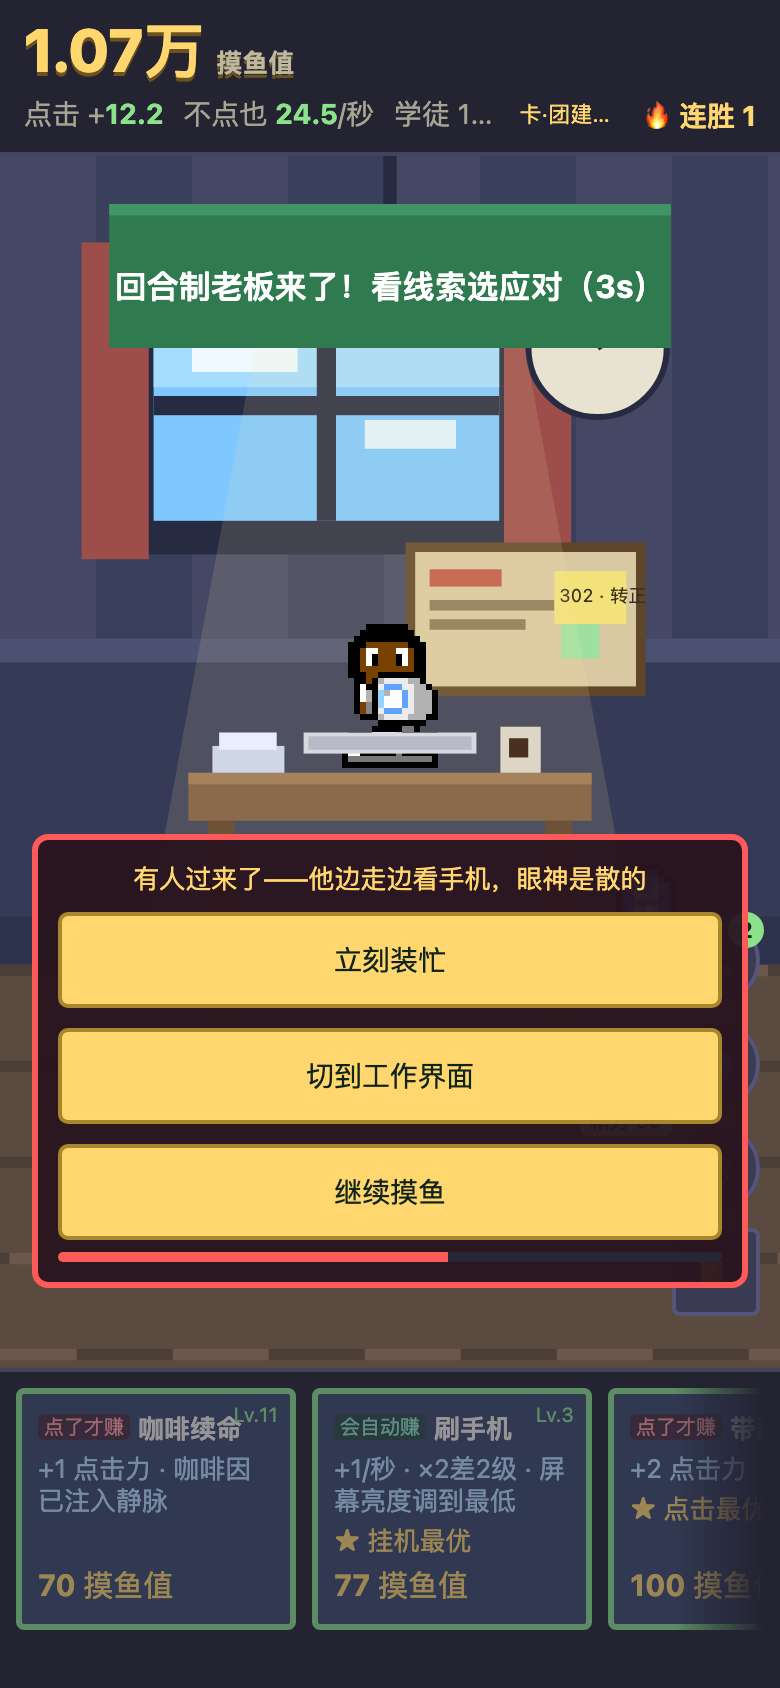 1.07万 摸鱼值
点击 +12.2 不点也 24.5/秒 学徒 1... 卡·团建... 🔥 连胜 1
回合制老板来了！看线索选应对（3s）
302 · 转正
有人过来了——他边走边看手机，眼神是散的
2
立刻装忙
切到工作界面
继续摸鱼
点了才赚 咖啡续命 Lv.11
+1 点击力 · 咖啡因
已注入静脉
70 摸鱼值
会自动赚 刷手机 Lv.3
+1/秒 · ×2差2级 · 屏
幕亮度调到最低
★ 挂机最优
77 摸鱼值
点了才赚 带
+2 点击力
★ 点击最优
100 摸鱼